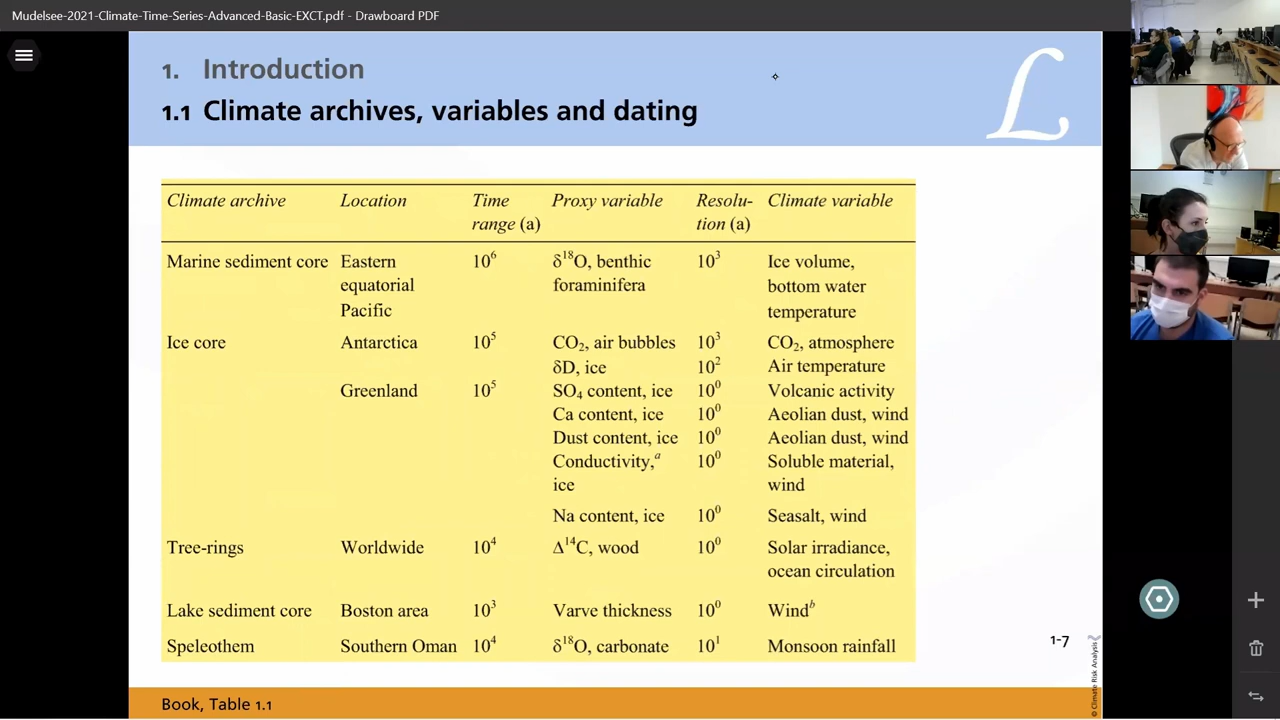 Mudelsee-2021-Climate-Time-Series-Advanced-Basic-EXCT.pdf - Drawboard PDF
1. Introduction
1.1 Climate archives, variables and dating
L
Climate archive Location Time Proxy variable Resolu- Climate variable
range (a) tion (a)
Marine sediment core Eastern 10⁶ δ¹⁸O, benthic 10³ Ice volume,
equatorial foraminifera bottom water
Pacific temperature
Ice core Antarctica 10⁵ CO₂, air bubbles 10³ CO₂, atmosphere
δD, ice 10² Air temperature
Greenland 10⁵ SO₄ content, ice 10⁰ Volcanic activity
Ca content, ice 10⁰ Aeolian dust, wind
Dust content, ice 10⁰ Aeolian dust, wind
Conductivity,ᵃ 10⁰ Soluble material,
ice wind
Na content, ice 10⁰ Seasalt, wind
Tree-rings Worldwide 10⁴ Δ¹⁴C, wood 10⁰ Solar irradiance,
ocean circulation
Lake sediment core Boston area 10³ Varve thickness 10⁰ Windᵇ
Speleothem Southern Oman 10⁴ δ¹⁸O, carbonate 10¹ Monsoon rainfall
1-7
© Climate Risk Analysis
Book, Table 1.1